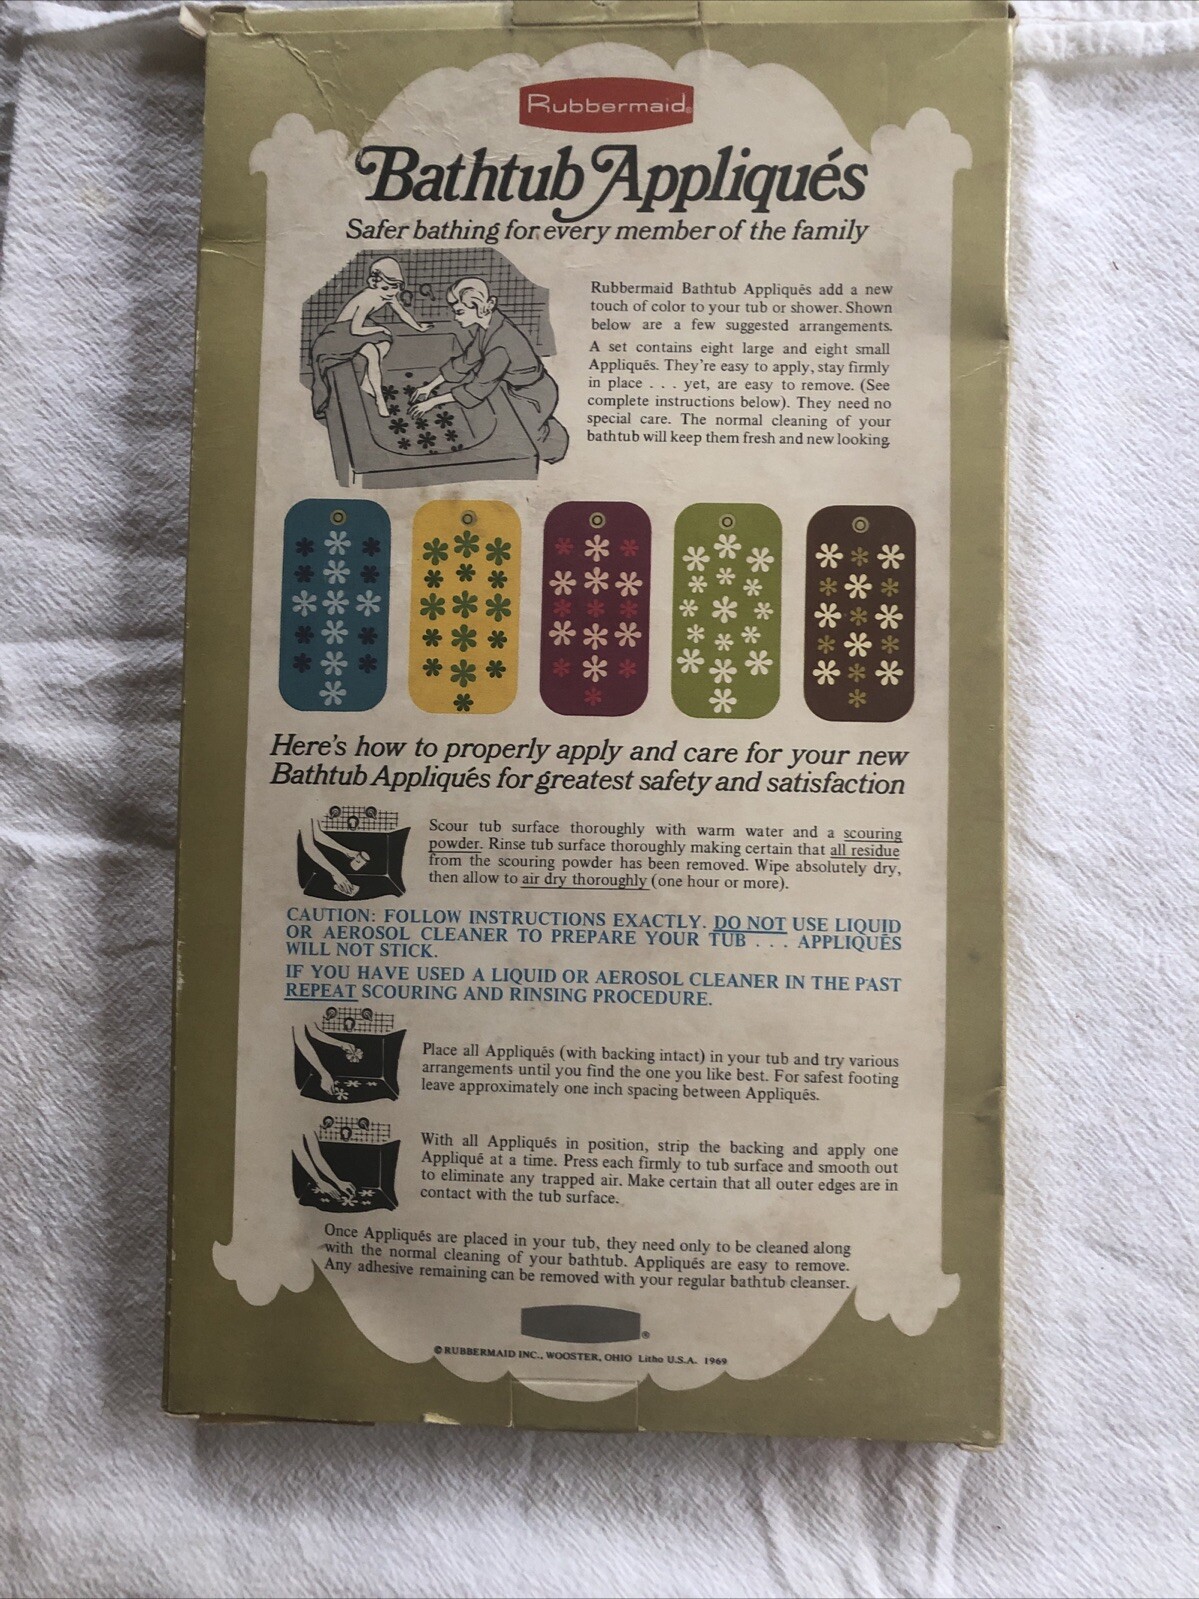 Rubbermaid®
Bathtub Appliqués
Safer bathing for every member of the family
Rubbermaid Bathtub Appliqués add a new
touch of color to your tub or shower. Shown
below are a few suggested arrangements.
A set contains eight large and eight small
Appliqués. They're easy to apply, stay firmly
in place . . . yet, are easy to remove. (See
complete instructions below). They need no
special care. The normal cleaning of your
bathtub will keep them fresh and new looking.
Here's how to properly apply and care for your new
Bathtub Appliqués for greatest safety and satisfaction
Scour tub surface thoroughly with warm water and a scouring
powder. Rinse tub surface thoroughly making certain that all residue
from the scouring powder has been removed. Wipe absolutely dry,
then allow to air dry thoroughly (one hour or more).
CAUTION: FOLLOW INSTRUCTIONS EXACTLY. DO NOT USE LIQUID
OR AEROSOL CLEANER TO PREPARE YOUR TUB . . . APPLIQUÉS
WILL NOT STICK.
IF YOU HAVE USED A LIQUID OR AEROSOL CLEANER IN THE PAST
REPEAT SCOURING AND RINSING PROCEDURE.
Place all Appliqués (with backing intact) in your tub and try various
arrangements until you find the one you like best. For safest footing
leave approximately one inch spacing between Appliqués.
With all Appliqués in position, strip the backing and apply one
Appliqué at a time. Press each firmly to tub surface and smooth out
to eliminate any trapped air. Make certain that all outer edges are in
contact with the tub surface.
Once Appliqués are placed in your tub, they need only to be cleaned along
with the normal cleaning of your bathtub. Appliqués are easy to remove.
Any adhesive remaining can be removed with your regular bathtub cleanser.
®
© RUBBERMAID INC., WOOSTER, OHIO Litho U.S.A. 1969